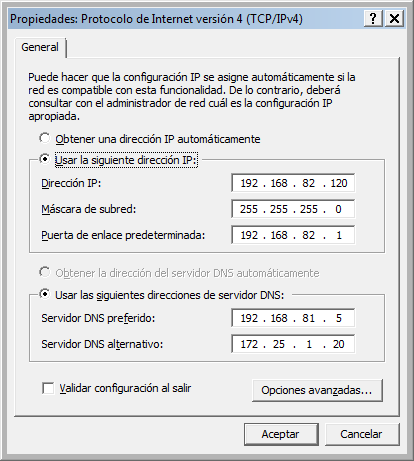 Propiedades: Protocolo de Internet versión 4 (TCP/IPv4)
General
Puede hacer que la configuración IP se asigne automáticamente si la
red es compatible con esta funcionalidad. De lo contrario, deberá
consultar con el administrador de red cuál es la configuración IP
apropiada.
Obtener una dirección IP automáticamente
Usar la siguiente dirección IP:
Dirección IP: 192 . 168 . 82 . 120
Máscara de subred: 255 . 255 . 255 . 0
Puerta de enlace predeterminada: 192 . 168 . 82 . 1
Obtener la dirección del servidor DNS automáticamente
Usar las siguientes direcciones de servidor DNS:
Servidor DNS preferido: 192 . 168 . 81 . 5
Servidor DNS alternativo: 172 . 25 . 1 . 20
Validar configuración al salir
Opciones avanzadas...
Aceptar Cancelar